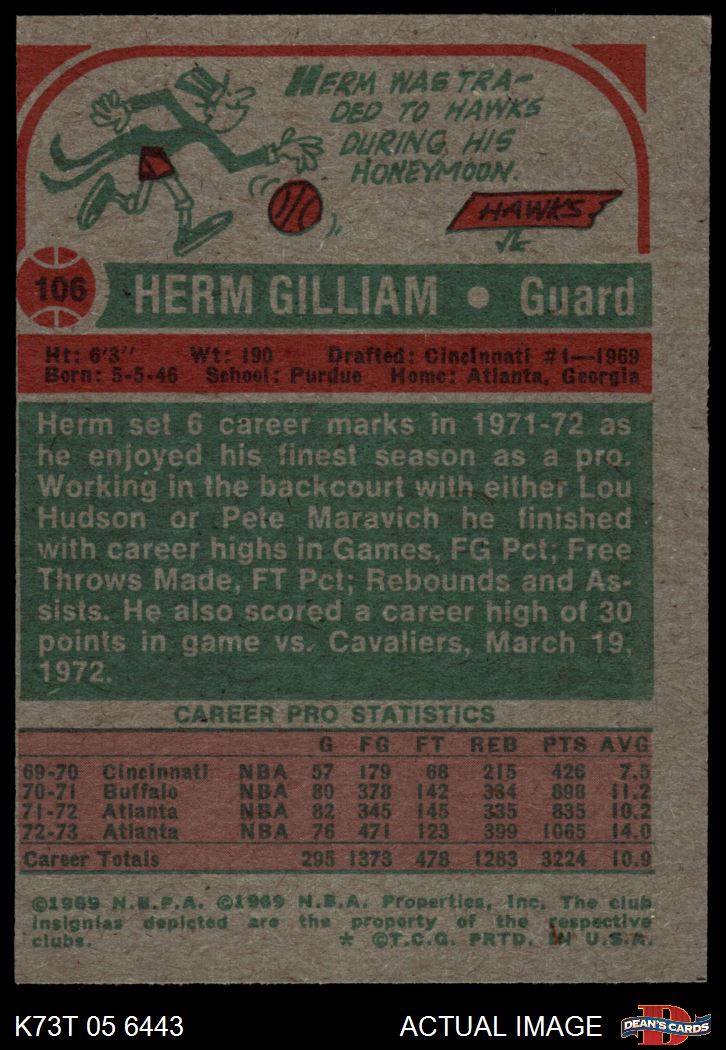 HERM WAS TRA-
DED TO HAWKS
DURING HIS
HONEYMOON.
HAWKS
106
HERM GILLIAM • Guard
Ht: 6'3" Wt: 190 Drafted: Cincinnati #1—1969
Born: 5-5-46 School: Purdue Home: Atlanta, Georgia
Herm set 6 career marks in 1971-72 as
he enjoyed his finest season as a pro.
Working in the backcourt with either Lou
Hudson or Pete Maravich he finished
with career highs in Games, FG Pct; Free
Throws Made, FT Pct; Rebounds and As-
sists. He also scored a career high of 30
points in game vs. Cavaliers, March 19,
1972.
CAREER PRO STATISTICS
G FG FT REB PTS AVG
69-70 Cincinnati NBA 57 179 68 215 426 7.5
70-71 Buffalo NBA 80 378 142 334 898 11.2
71-72 Atlanta NBA 82 345 145 335 835 10.2
72-73 Atlanta NBA 76 471 123 399 1065 14.0
Career Totals 295 1373 478 1283 3224 10.9
©1969 N.B.P.A. ©1969 N.B.A. Properties, Inc. The club
insignias depicted are the property of the respective
clubs. * ©T.C.G. PRTD. IN U.S.A.
K73T 05 6443 ACTUAL IMAGE
DEAN'S CARDS